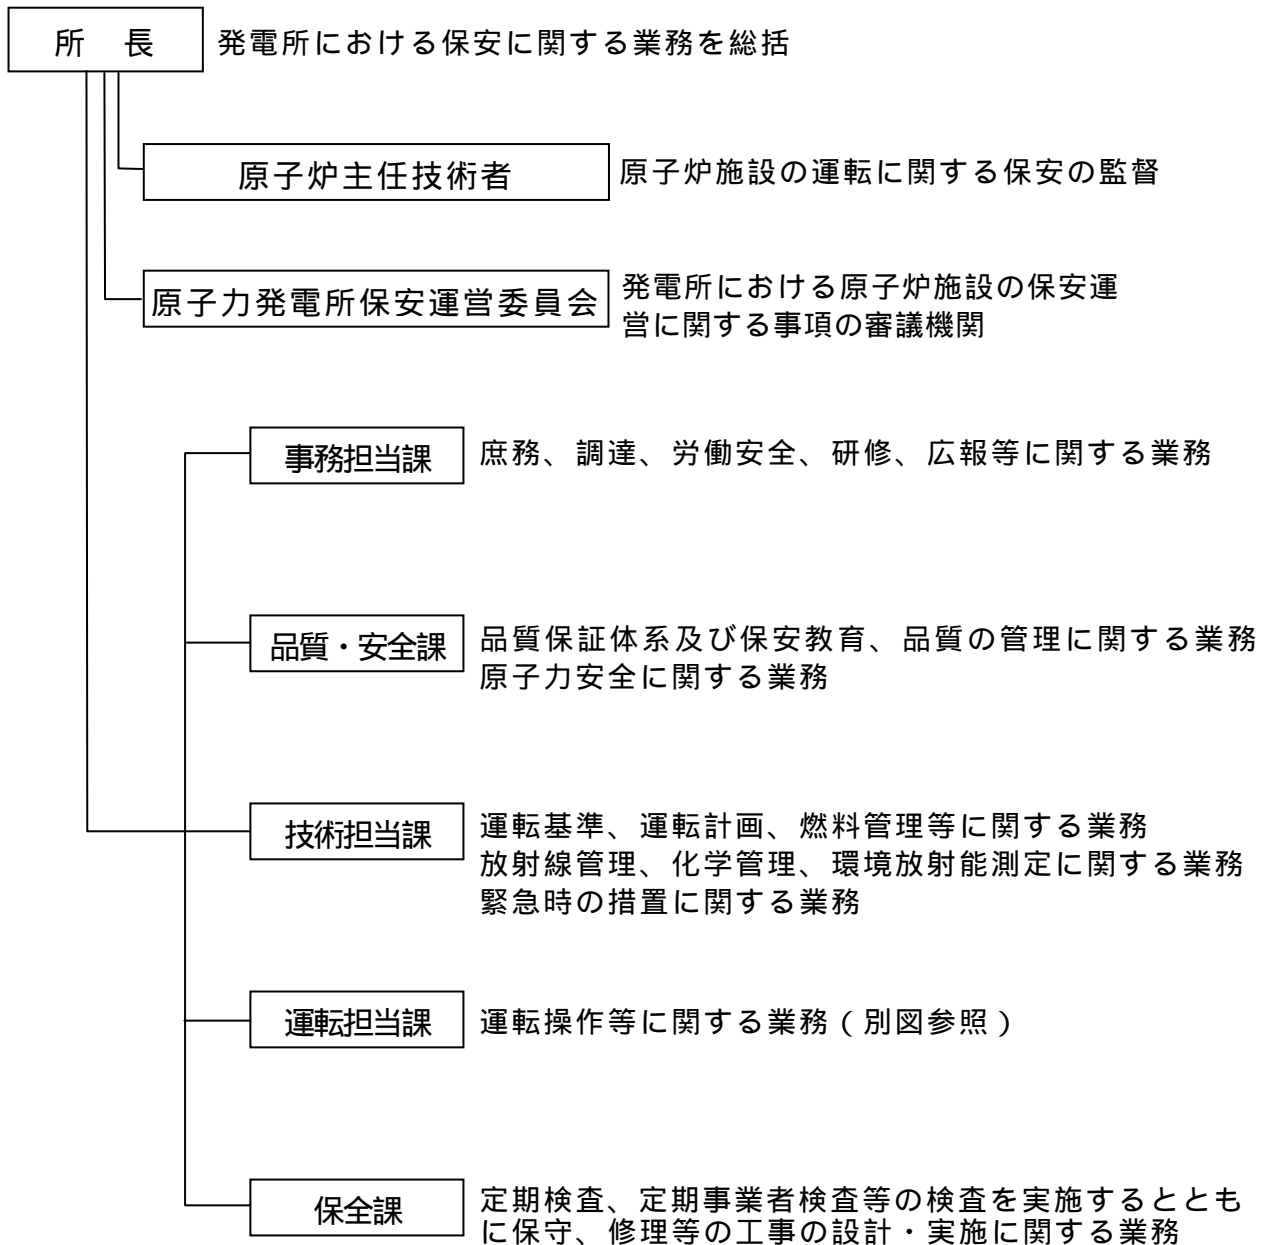 所　長
発電所における保安に関する業務を総括
原子炉主任技術者
原子炉施設の運転に関する保安の監督
原子力発電所保安運営委員会
発電所における原子炉施設の保安運
営に関する事項の審議機関
事務担当課
庶務、調達、労働安全、研修、広報等に関する業務
品質・安全課
品質保証体系及び保安教育、品質の管理に関する業務
原子力安全に関する業務
技術担当課
運転基準、運転計画、燃料管理等に関する業務
放射線管理、化学管理、環境放射能測定に関する業務
緊急時の措置に関する業務
運転担当課
運転操作等に関する業務（別図参照）
保全課
定期検査、定期事業者検査等の検査を実施するととも
に保守、修理等の工事の設計・実施に関する業務